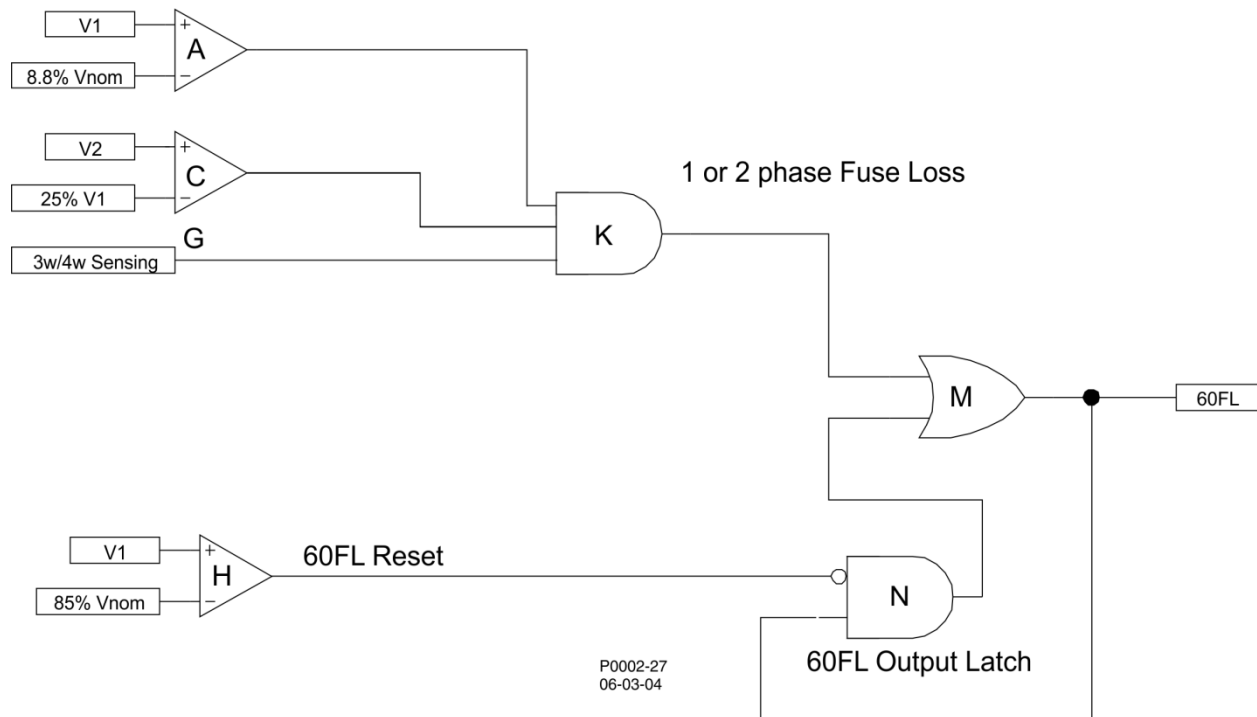 V1
+
A
8.8% Vnom
−
V2
+
C
25% V1
−
G
3w/4w Sensing
K
1 or 2 phase Fuse Loss
M
60FL
V1
+
H
85% Vnom
−
60FL Reset
N
60FL Output Latch
P0002-27
06-03-04